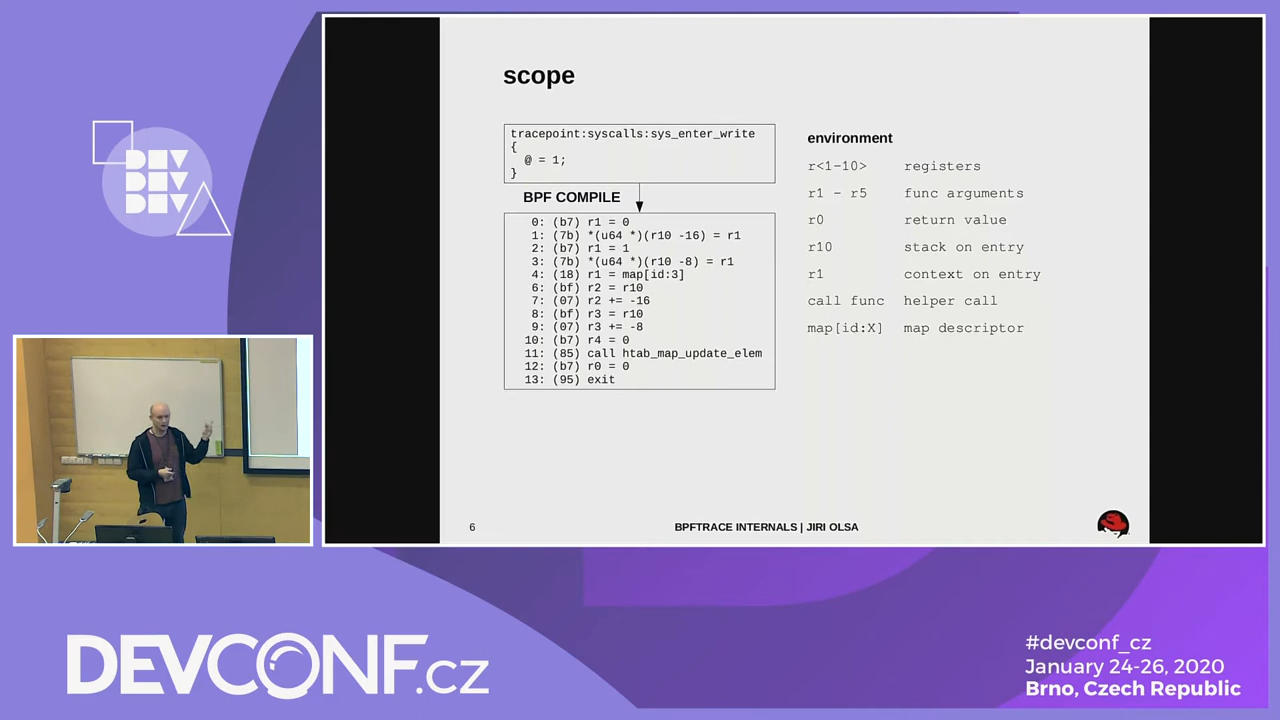 DEV
DEV
DEV
scope
tracepoint:syscalls:sys_enter_write
{
@ = 1;
}
BPF COMPILE
0: (b7) r1 = 0
1: (7b) *(u64 *)(r10 -16) = r1
2: (b7) r1 = 1
3: (7b) *(u64 *)(r10 -8) = r1
4: (18) r1 = map[id:3]
6: (bf) r2 = r10
7: (07) r2 += -16
8: (bf) r3 = r10
9: (07) r3 += -8
10: (b7) r4 = 0
11: (85) call htab_map_update_elem
12: (b7) r0 = 0
13: (95) exit
environment
r<1-10> registers
r1 - r5 func arguments
r0 return value
r10 stack on entry
r1 context on entry
call func helper call
map[id:X] map descriptor
6
BPFTRACE INTERNALS | JIRI OLSA
DEVCONF.cz
#devconf_cz
January 24-26, 2020
Brno, Czech Republic